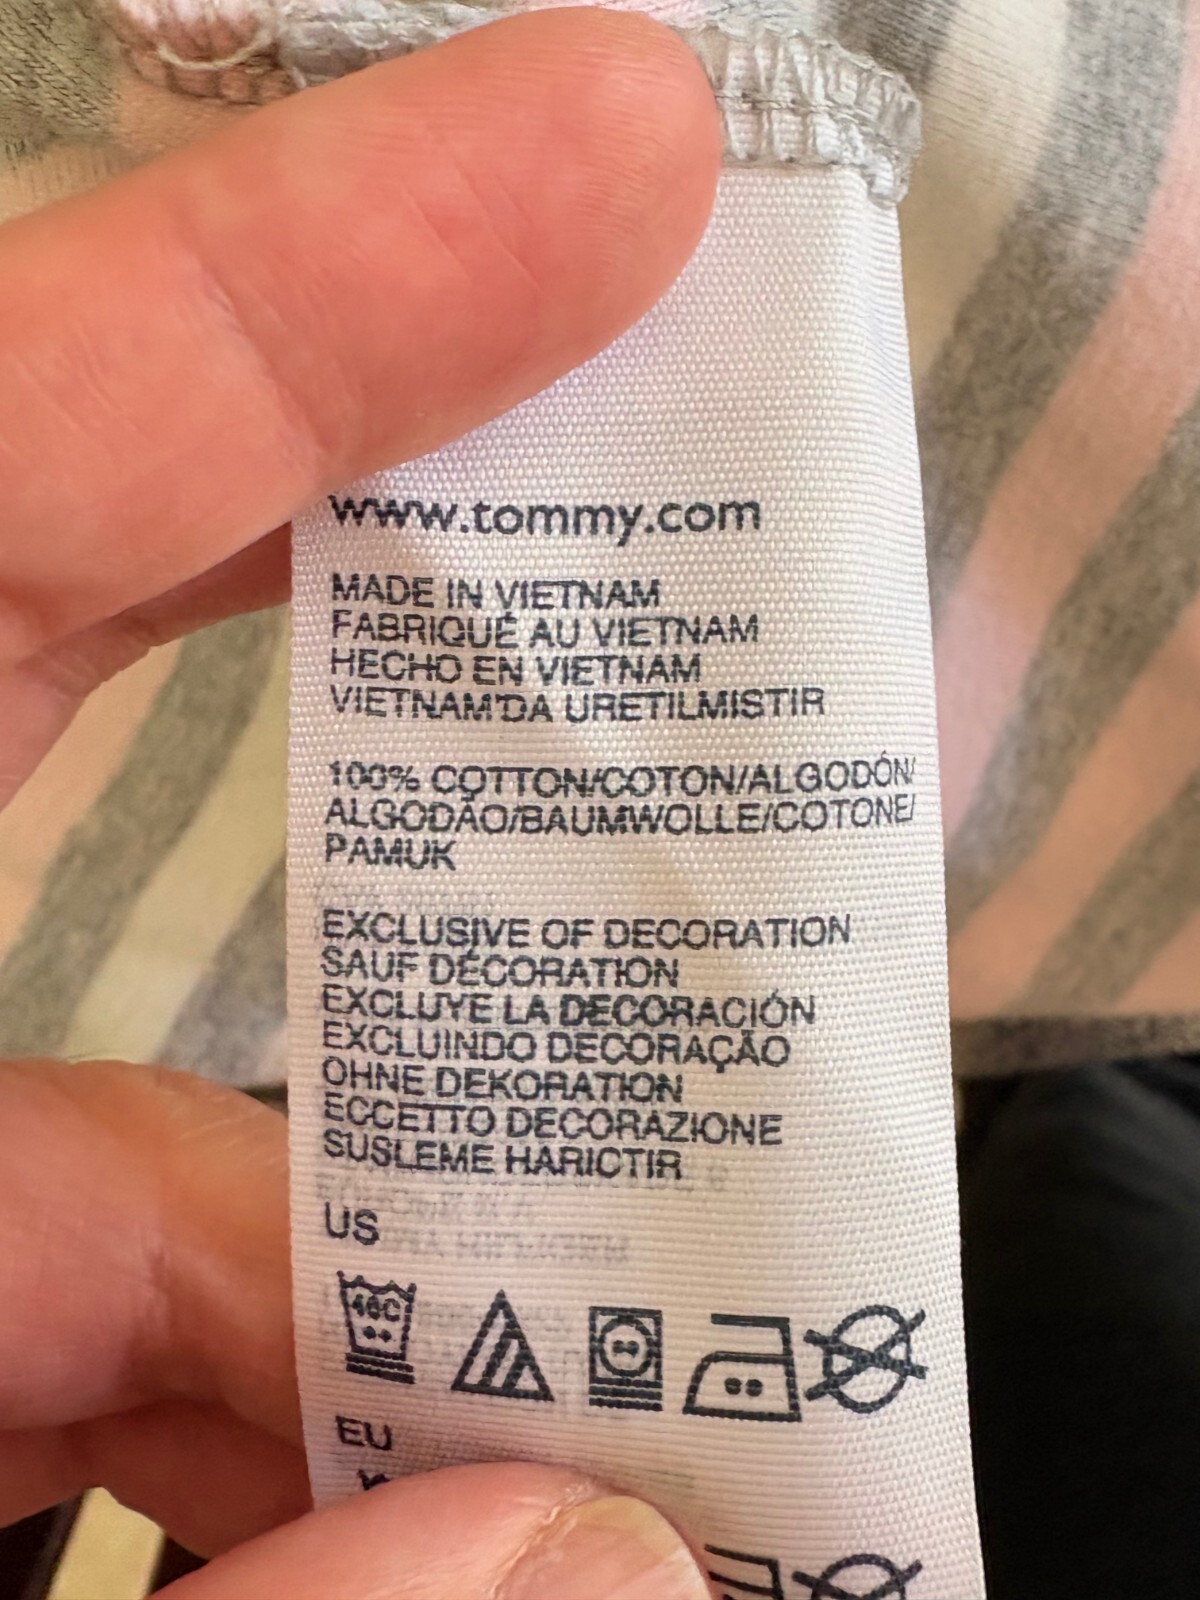 www.tommy.com
MADE IN VIETNAM
FABRIQUÉ AU VIETNAM
HECHO EN VIETNAM
VIETNAM'DA URETILMISTIR
100% COTTON/COTON/ALGODÓN/
ALGODÃO/BAUMWOLLE/COTONE/
PAMUK
EXCLUSIVE OF DECORATION
SAUF DÉCORATION
EXCLUYE LA DECORACIÓN
EXCLUINDO DECORAÇÃO
OHNE DEKORATION
ECCETTO DECORAZIONE
SUSLEME HARICTIR
US
40C
EU